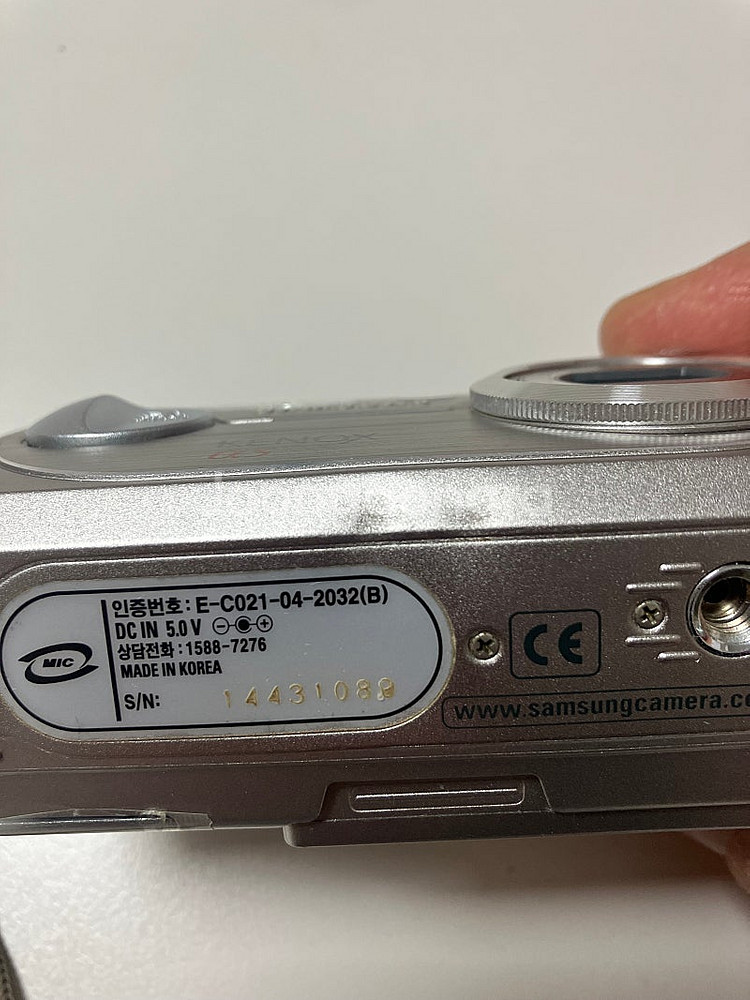 KENOX
MIC
인증번호 : E-C021-04-2032(B)
DC IN 5.0 V
상담전화 : 1588-7276
MADE IN KOREA
S/N:
CE
www.samsungcamera.co